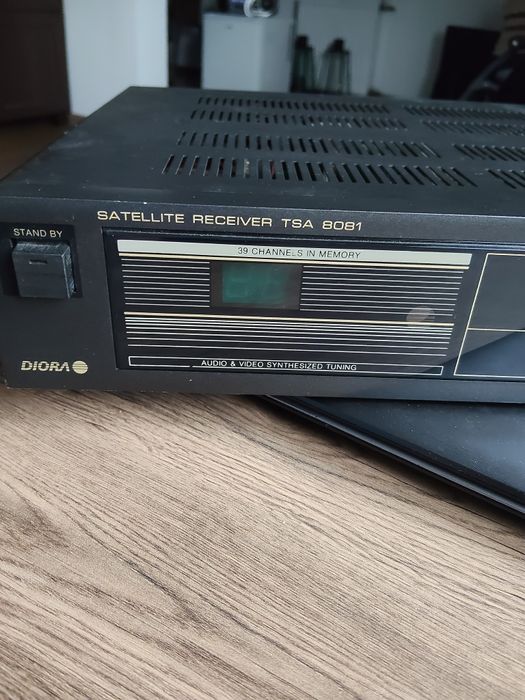 SATELLITE RECEIVER TSA 8081
STAND BY
39 CHANNELS IN MEMORY
AUDIO & VIDEO SYNTHESIZED TUNING
DIORA